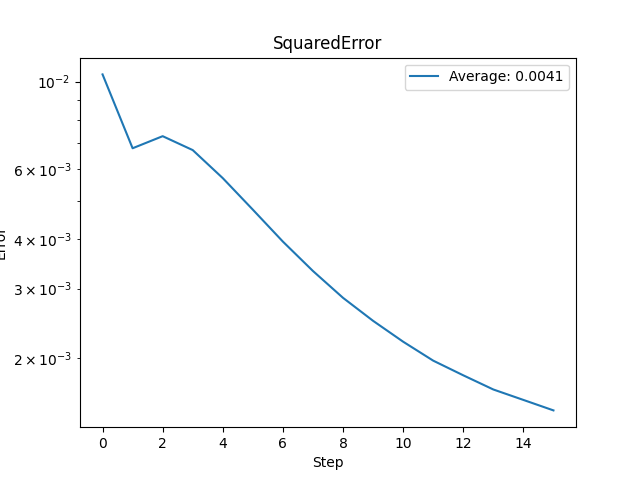 SquaredError
Average: 0.0041
10⁻²
6 × 10⁻³
4 × 10⁻³
Error
3 × 10⁻³
2 × 10⁻³
0 2 4 6 8 10 12 14
Step